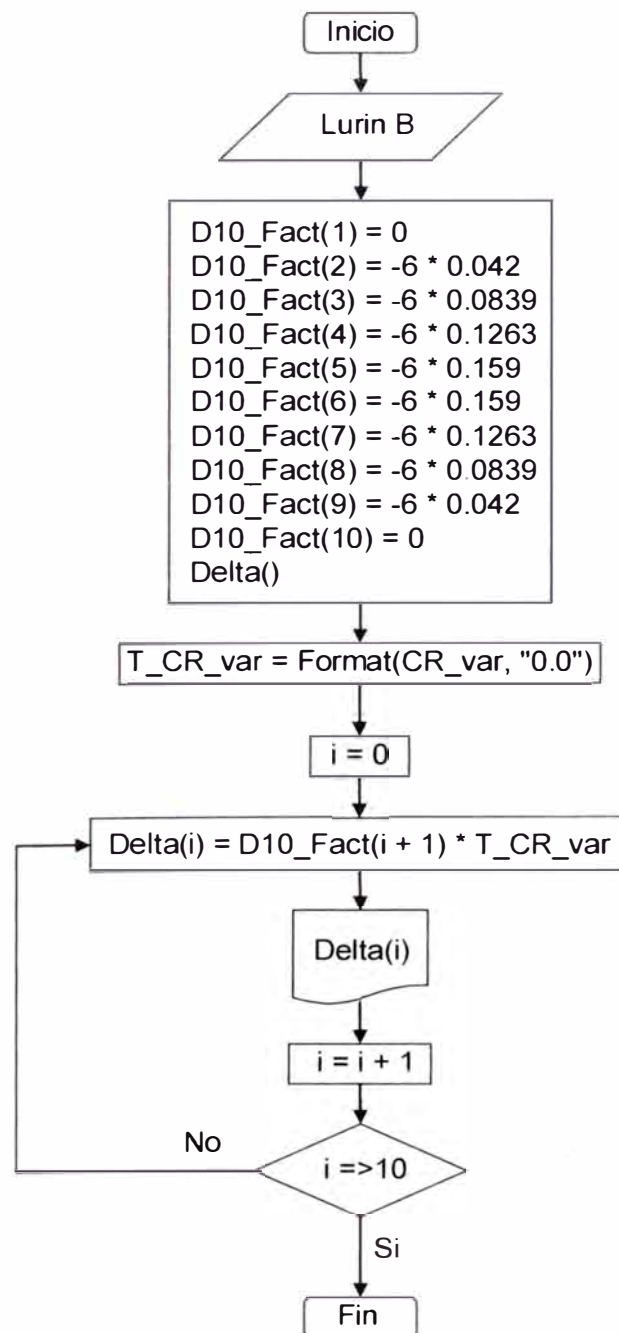 Inicio
Lurin B
D10_Fact(1) = 0
D10_Fact(2) = -6 * 0.042
D10_Fact(3) = -6 * 0.0839
D10_Fact(4) = -6 * 0.1263
D10_Fact(5) = -6 * 0.159
D10_Fact(6) = -6 * 0.159
D10_Fact(7) = -6 * 0.1263
D10_Fact(8) = -6 * 0.0839
D10_Fact(9) = -6 * 0.042
D10_Fact(10) = 0
Delta()
T_CR_var = Format(CR_var, "0.0")
i = 0
Delta(i) = D10_Fact(i + 1) * T_CR_var
Delta(i)
i = i + 1
No
i =>10
Si
Fin